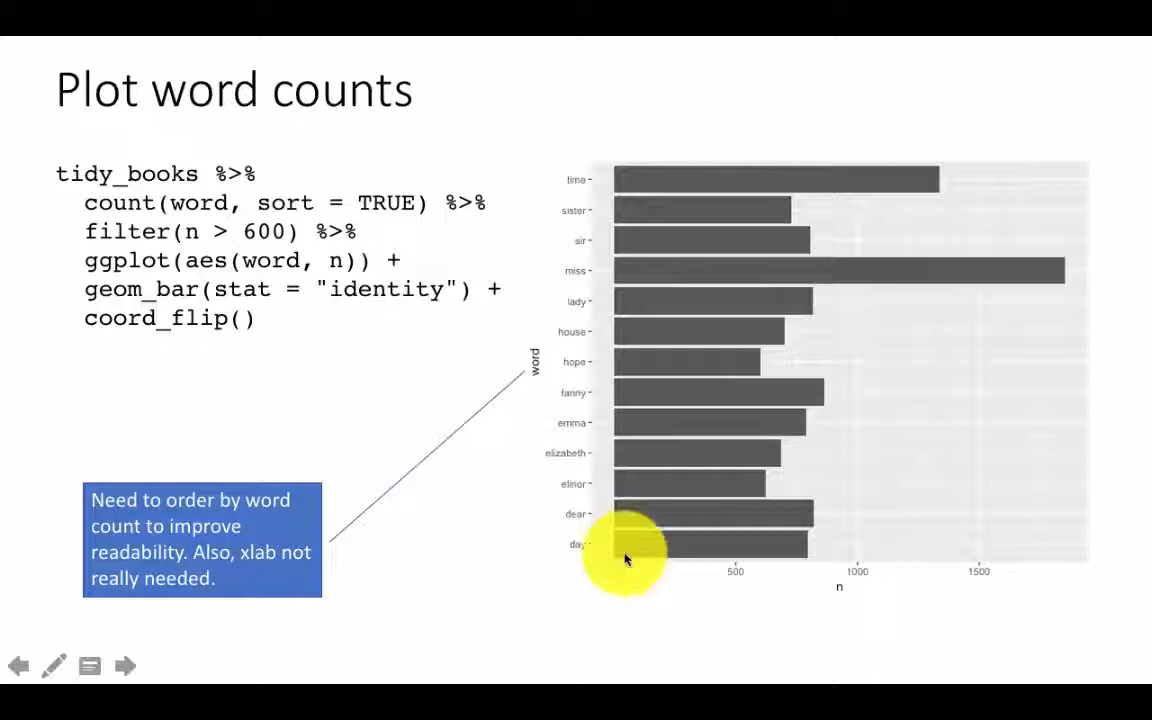 Plot word counts
tidy_books %>%
count(word, sort = TRUE) %>%
filter(n > 600) %>%
ggplot(aes(word, n)) +
geom_bar(stat = "identity") +
coord_flip()
Need to order by word
count to improve
readability. Also, xlab not
really needed.
word
time
sister
sir
miss
lady
house
hope
fanny
emma
elizabeth
elinor
dear
day
500 1000 1500
n